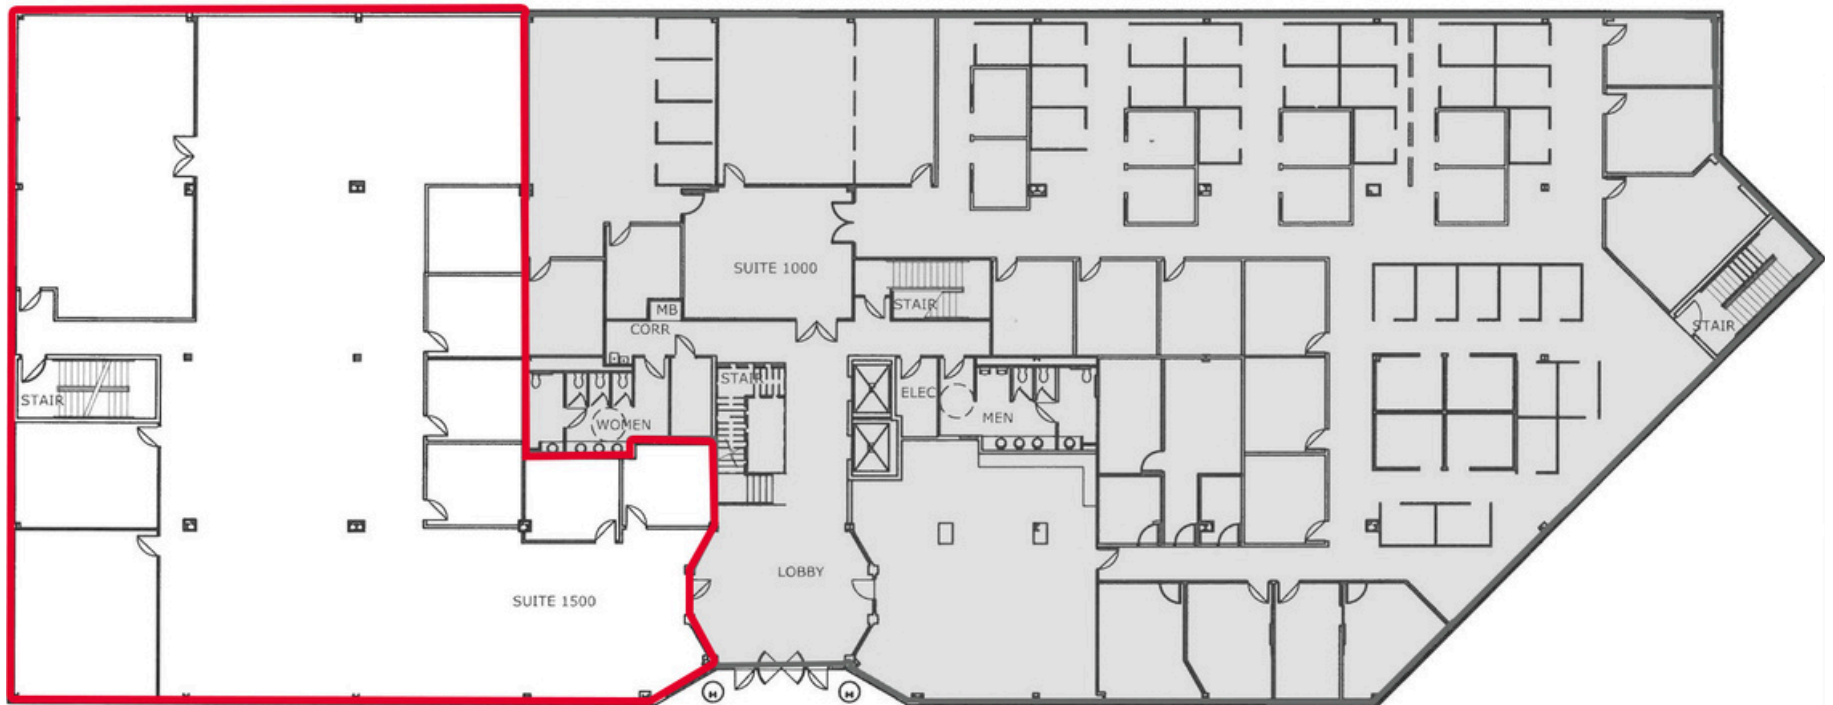 SUITE 1000
STAIR
MB
CORR
STAIR
STAIR
ELEC
STAIR
WOMEN
MEN
LOBBY
SUITE 1500
H
H